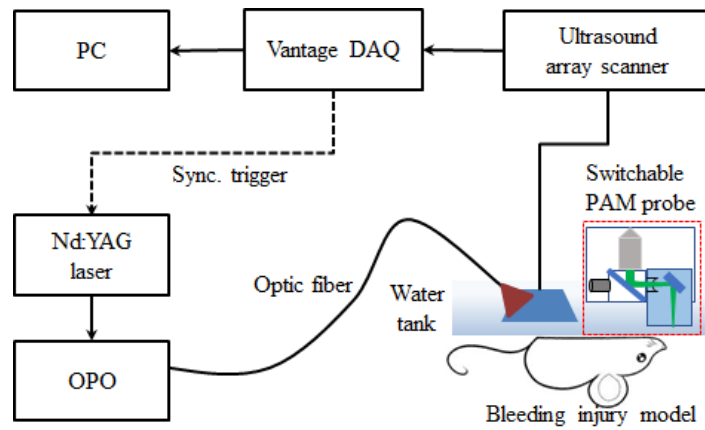 PC
Vantage DAQ
Ultrasound
array scanner
Sync. trigger
Switchable
PAM probe
Nd:YAG
laser
Optic fiber
Water
tank
OPO
Bleeding injury model